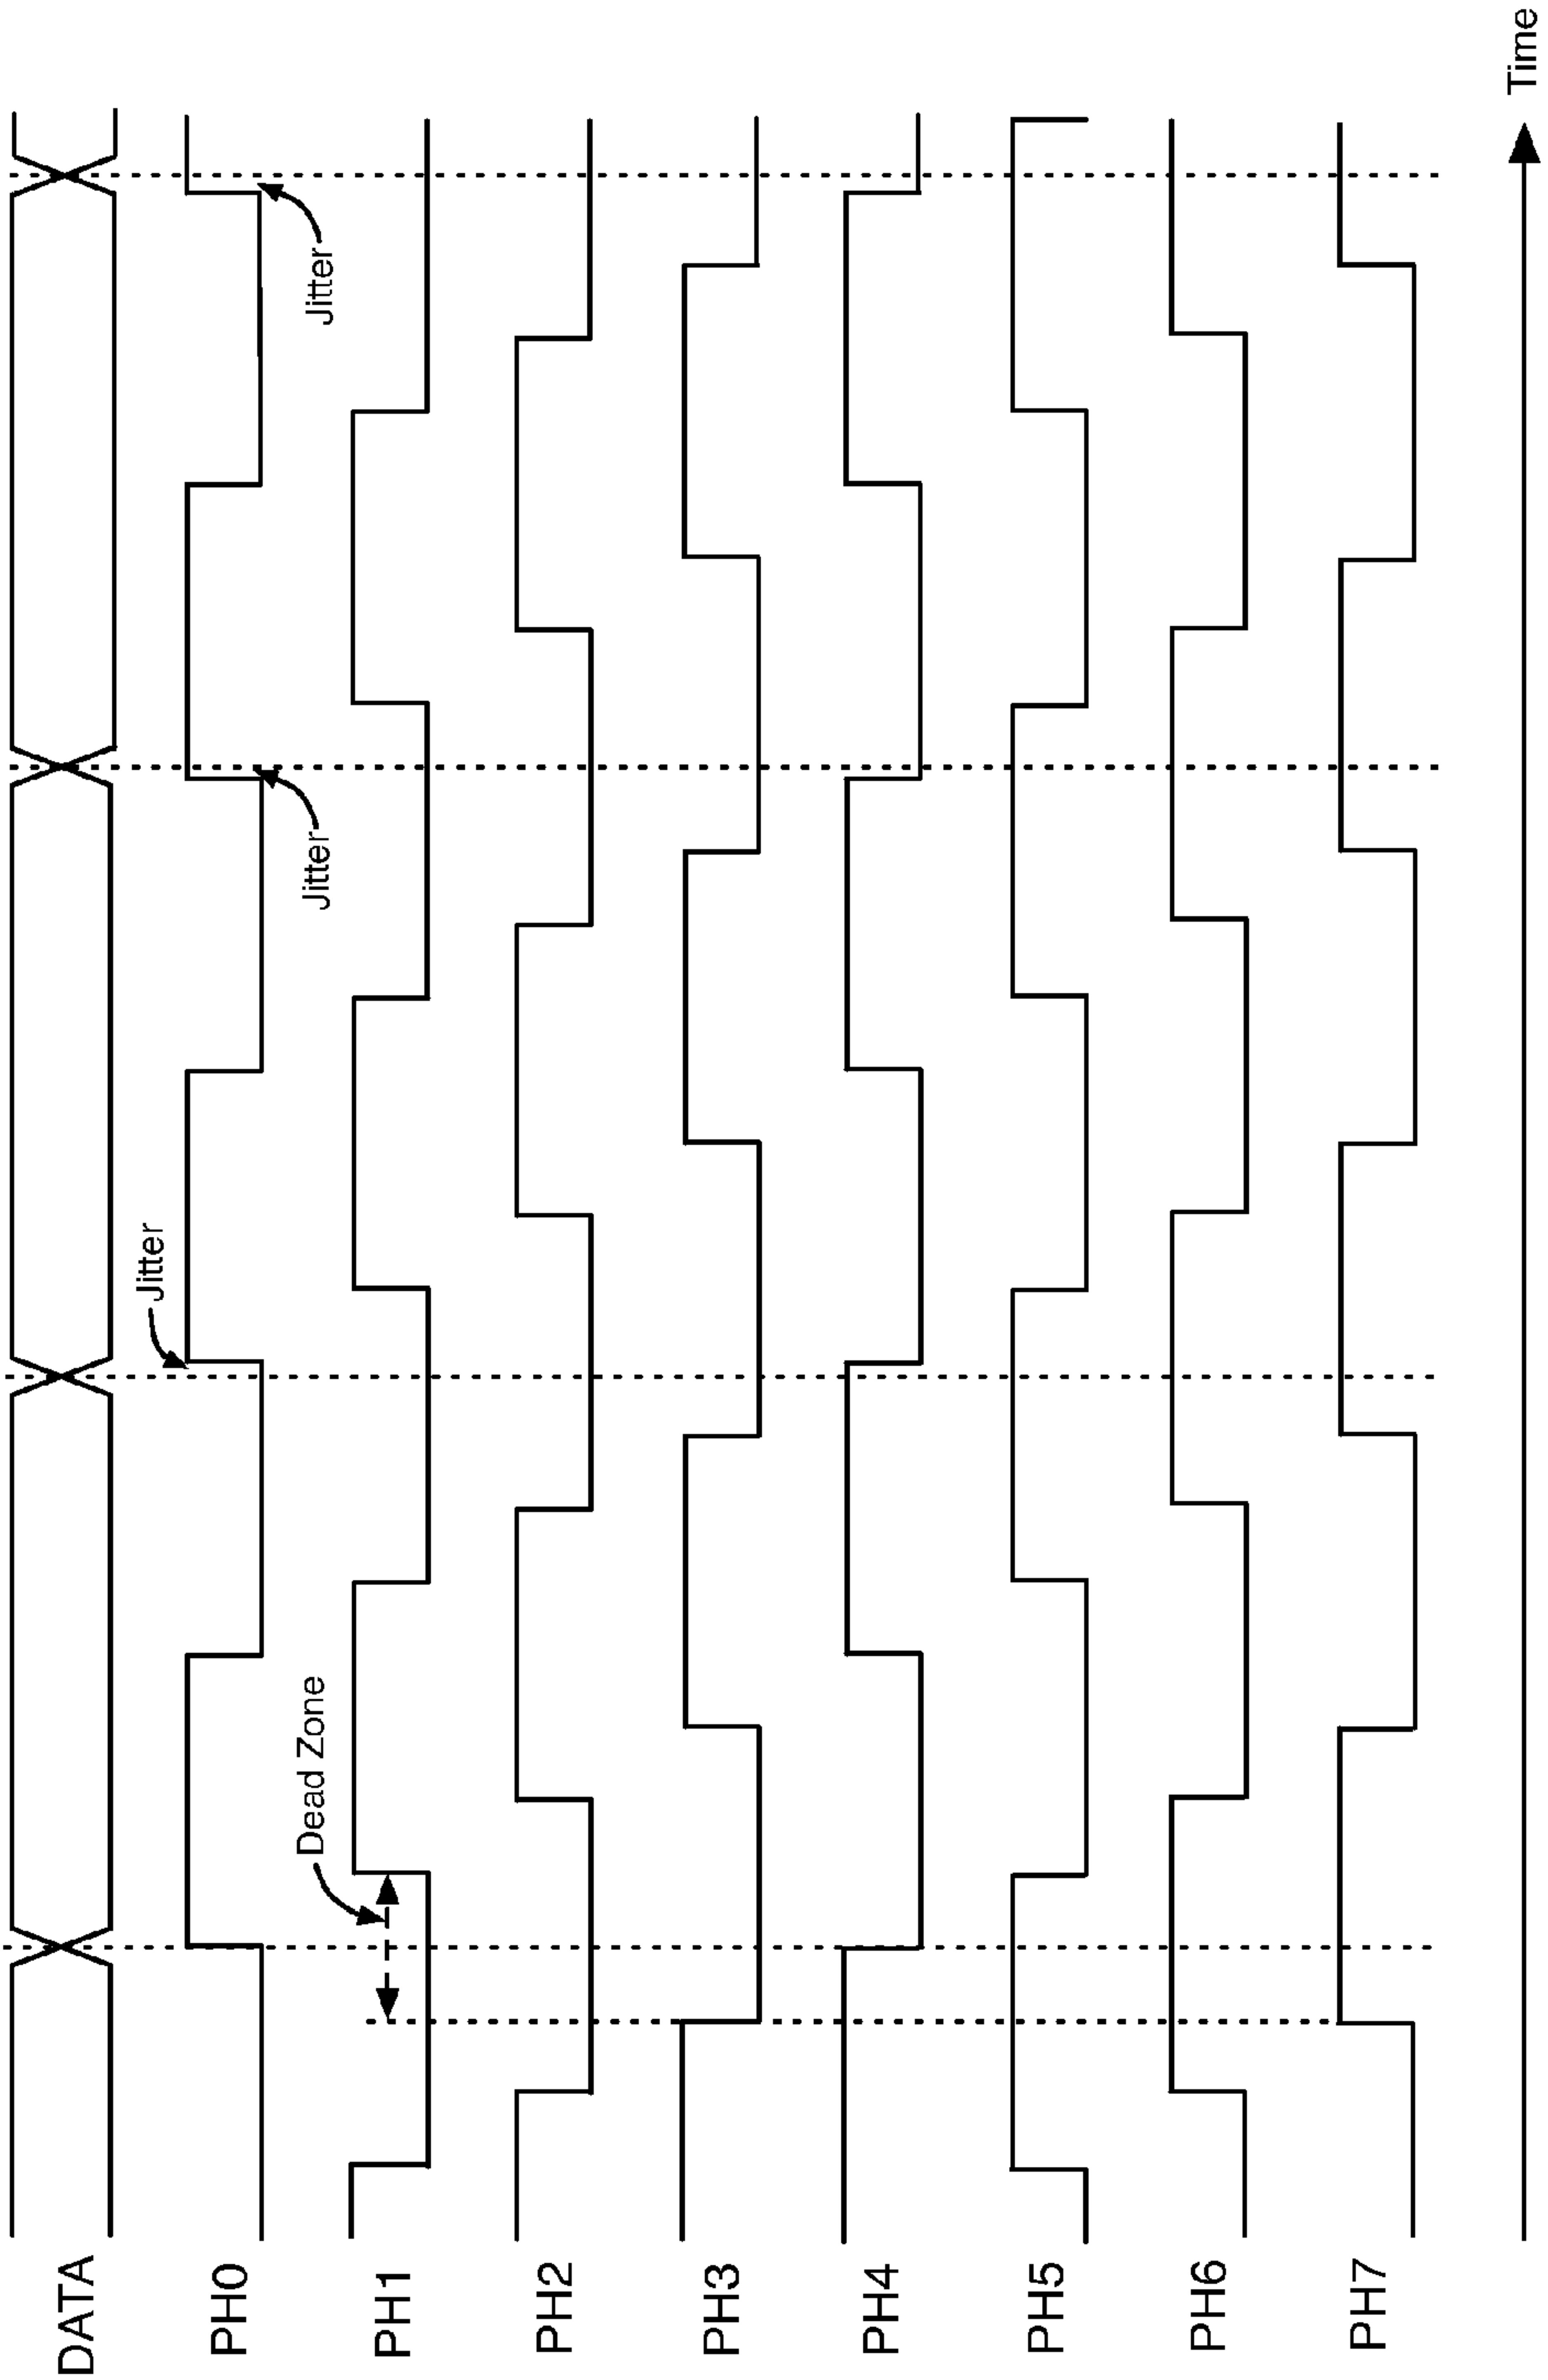 DATA
PH0
Jitter
Jitter
Jitter
PH1
Dead Zone
PH2
PH3
PH4
PH5
PH6
PH7
Time